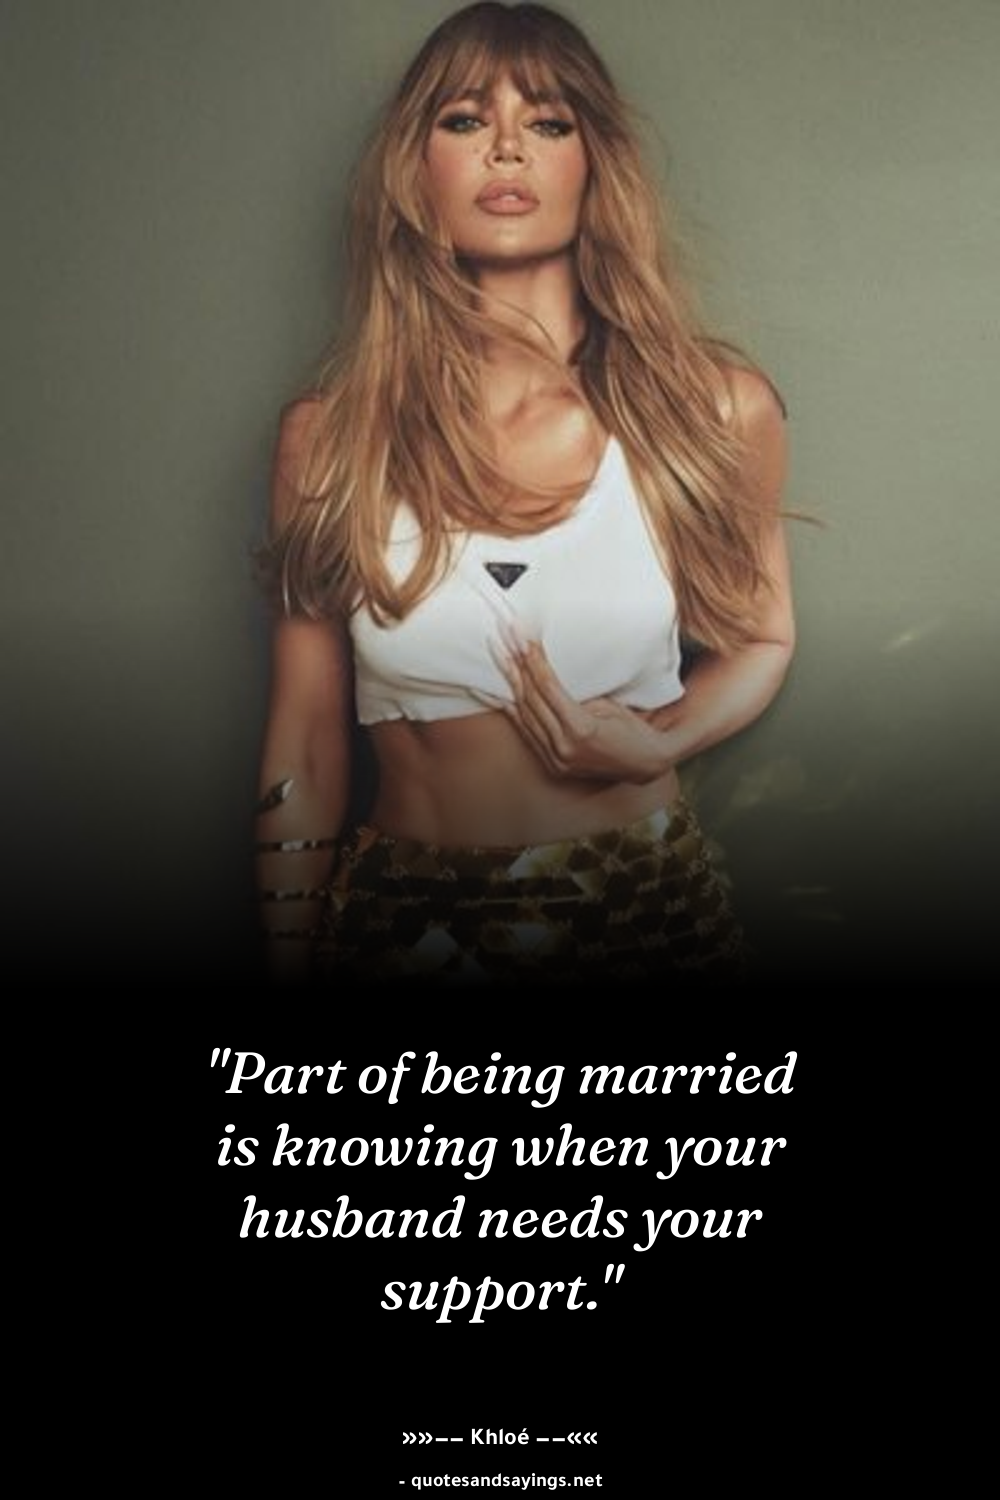 "Part of being married
is knowing when your
husband needs your
support."
»»−− Khloé −−««
- quotesandsayings.net